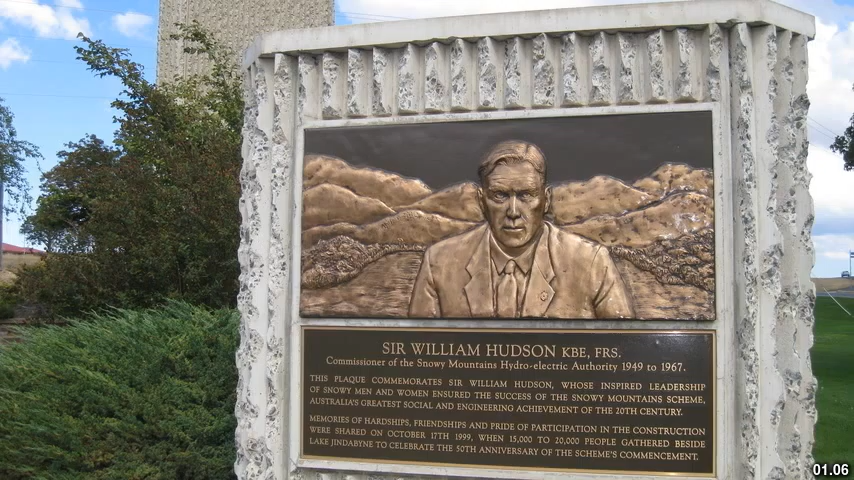 SIR WILLIAM HUDSON KBE, FRS.
Commissioner of the Snowy Mountains Hydro-electric Authority 1949 to 1967.
THIS PLAQUE COMMEMORATES SIR WILLIAM HUDSON, WHOSE INSPIRED LEADERSHIP
OF SNOWY MEN AND WOMEN ENSURED THE SUCCESS OF THE SNOWY MOUNTAINS SCHEME,
AUSTRALIA'S GREATEST SOCIAL AND ENGINEERING ACHIEVEMENT OF THE 20TH CENTURY.
MEMORIES OF HARDSHIPS, FRIENDSHIPS AND PRIDE OF PARTICIPATION IN THE CONSTRUCTION
WERE SHARED ON OCTOBER 17TH 1999, WHEN 15,000 TO 20,000 PEOPLE GATHERED BESIDE
LAKE JINDABYNE TO CELEBRATE THE 50TH ANNIVERSARY OF THE SCHEME'S COMMENCEMENT.
01.06